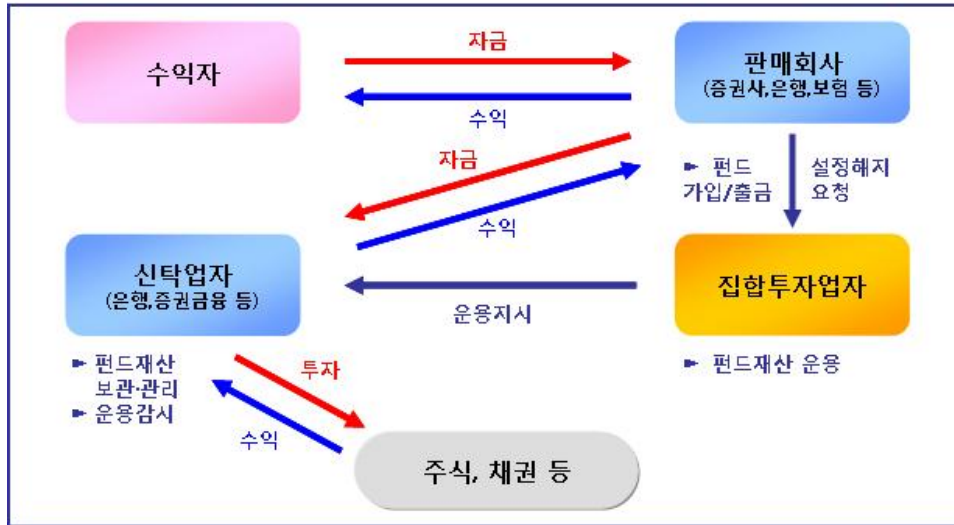 수익자
자금
수익
판매회사
(증권사,은행,보험 등)
자금
수익
► 펀드
가입/출금
설정해지
요청
신탁업자
(은행,증권금융 등)
운용지시
집합투자업자
► 펀드재산
보관·관리
► 운용감시
투자
수익
► 펀드재산 운용
주식, 채권 등